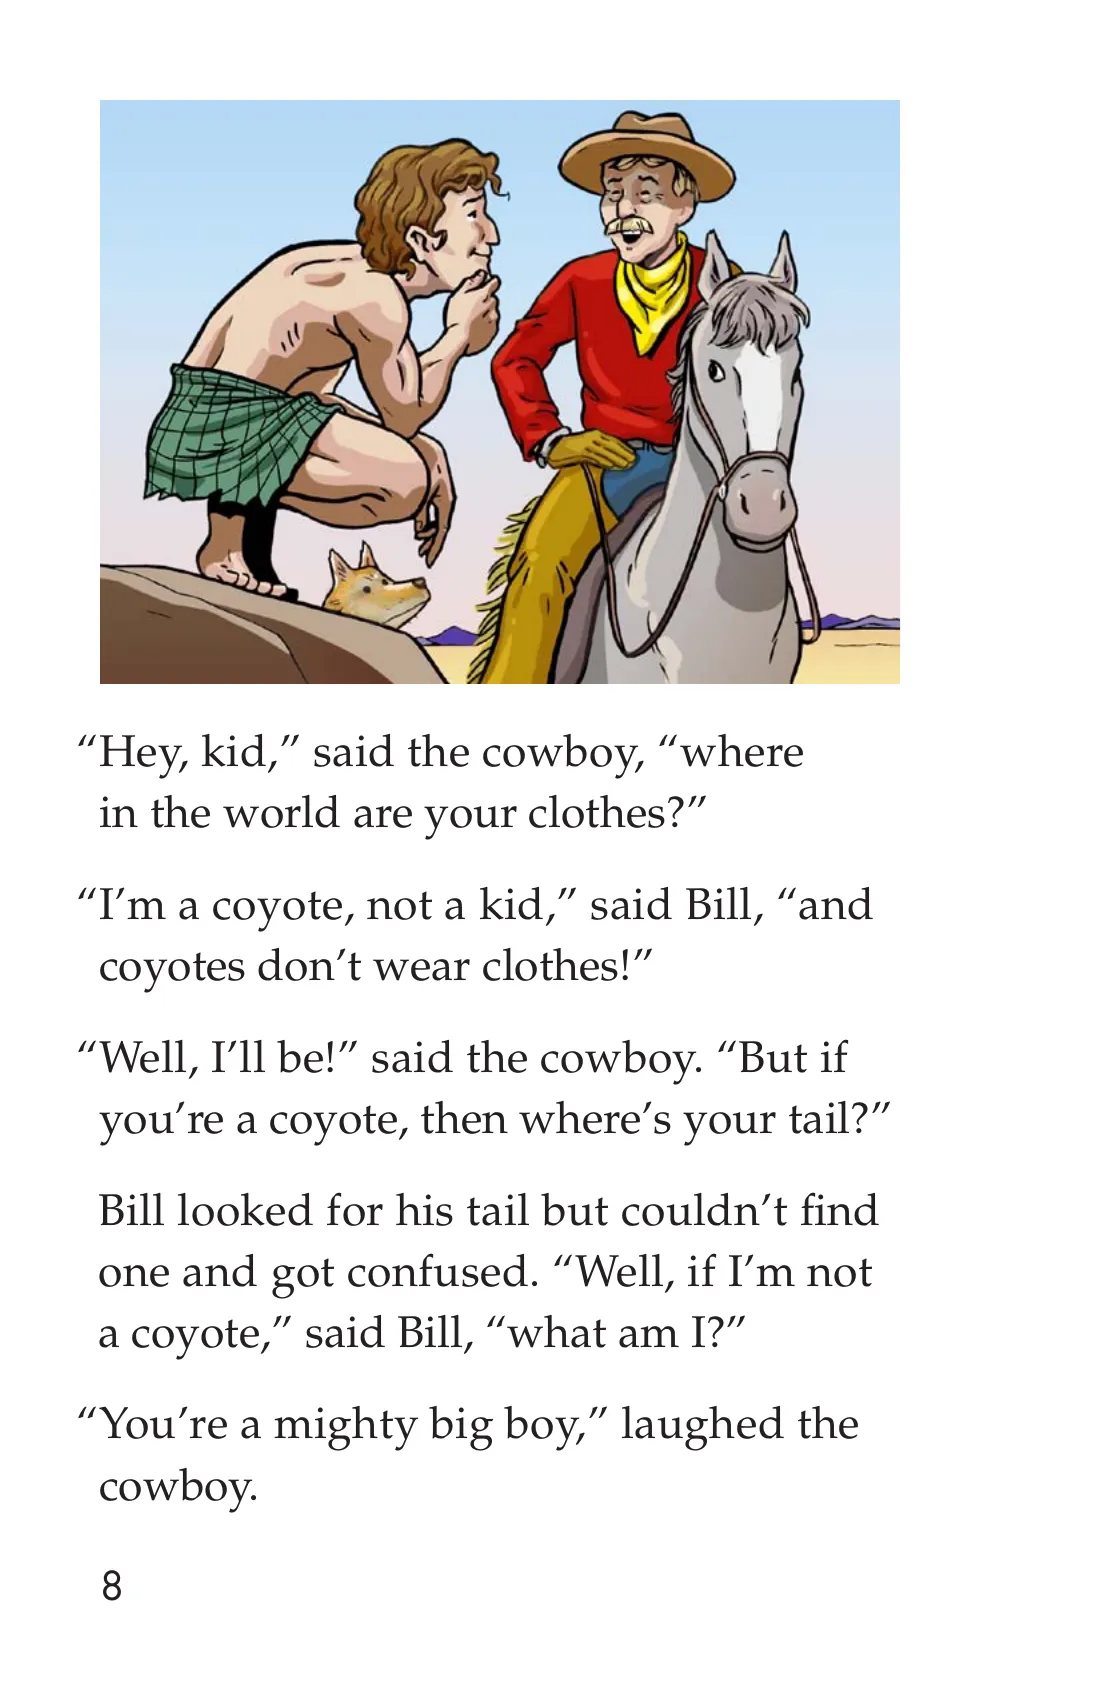 “Hey, kid,” said the cowboy, “where
in the world are your clothes?”
“I’m a coyote, not a kid,” said Bill, “and
coyotes don’t wear clothes!”
“Well, I’ll be!” said the cowboy. “But if
you’re a coyote, then where’s your tail?”
Bill looked for his tail but couldn’t find
one and got confused. “Well, if I’m not
a coyote,” said Bill, “what am I?”
“You’re a mighty big boy,” laughed the
cowboy.
8